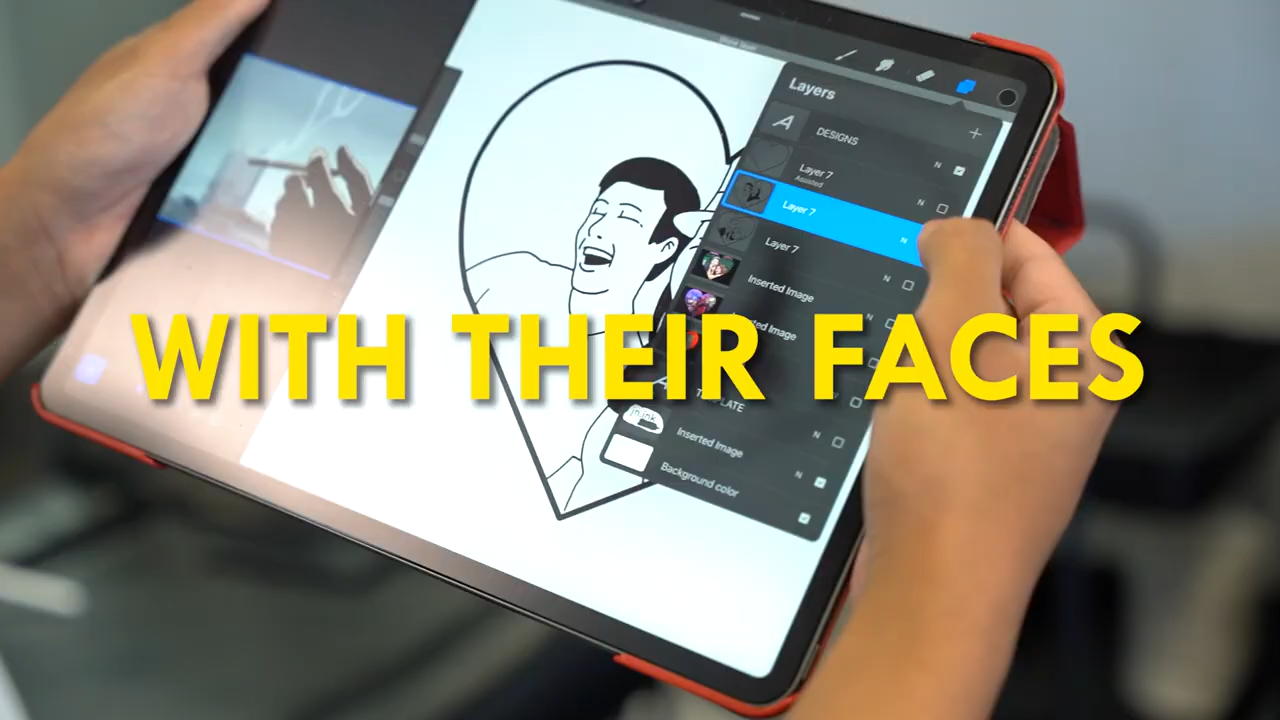 Layers
DESIGNS
N
Layer 7
Assisted
N
Layer 7
N
Layer 7
N
Inserted Image
WITH THEIR FACES
Inserted Image
N
N
Background color